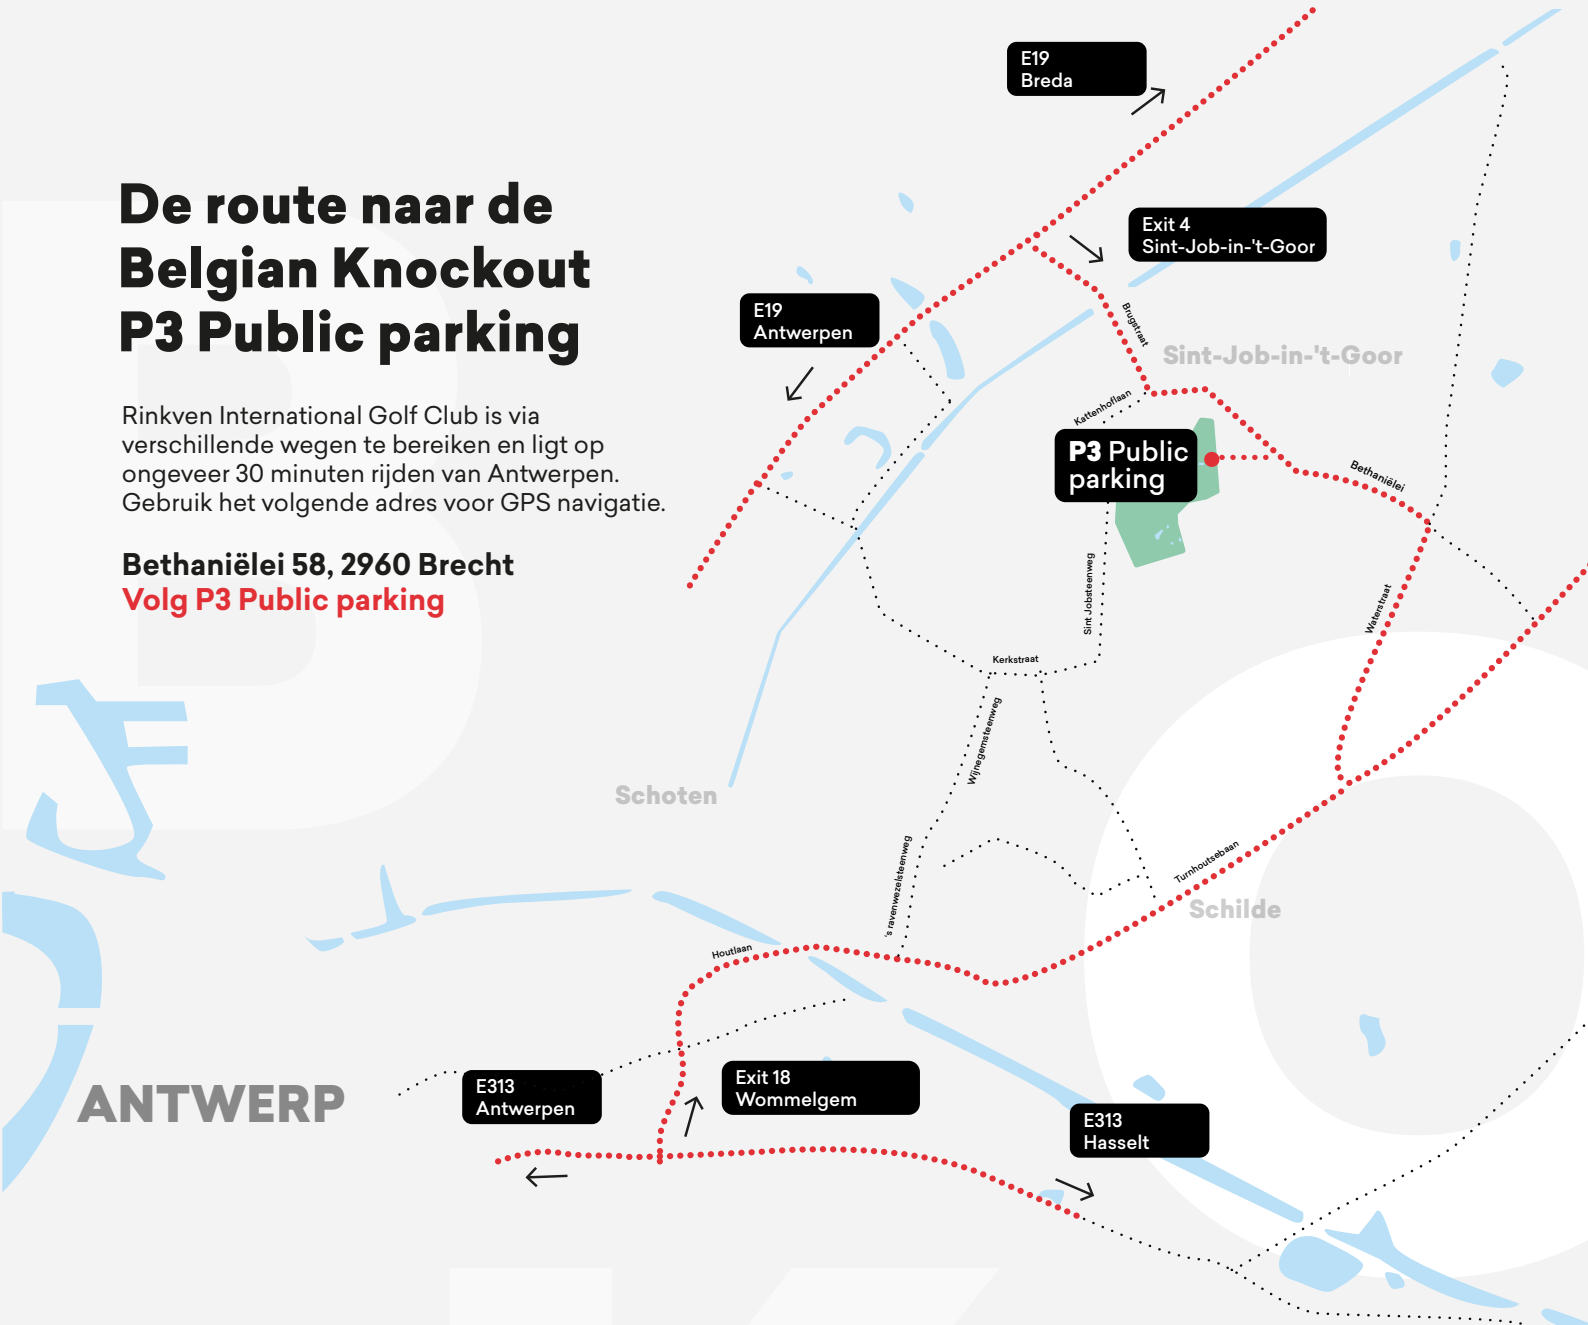 De route naar de
Belgian Knockout
P3 Public parking
Rinkven International Golf Club is via
verschillende wegen te bereiken en ligt op
ongeveer 30 minuten rijden van Antwerpen.
Gebruik het volgende adres voor GPS navigatie.
Bethaniëlei 58, 2960 Brecht
Volg P3 Public parking
E19
Breda
Exit 4
Sint-Job-in-'t-Goor
E19
Antwerpen
Brugstraat
Sint-Job-in-'t-Goor
Kattenhoflaan
P3 Public
parking
Bethaniëlei
Sint Jobsteenweg
Waterstraat
Kerkstraat
Wijnegemsteenweg
Schoten
's ravenwezelsteenweg
Turnhoutsebaan
Schilde
Houtlaan
ANTWERP
E313
Antwerpen
Exit 18
Wommelgem
E313
Hasselt